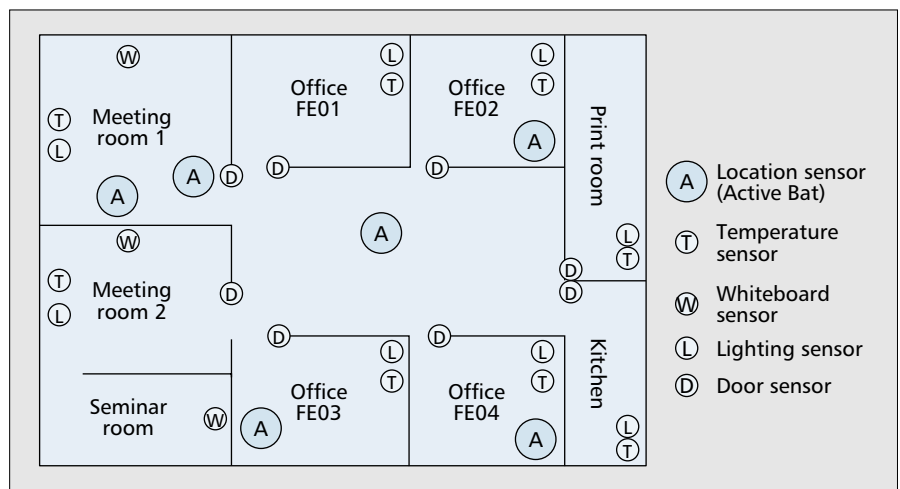 W
L
L
Office
FE01
Office
FE02
T
T
T
Meeting
room 1
L
Print room
A
A
A
D
D
D
A
A
Location sensor
(Active Bat)
W
L
T
T
Temperature
sensor
T
Meeting
room 2
L
D
D
D
W
Whiteboard
sensor
D
D
L
L
L
Lighting sensor
Kitchen
T
T
D
Door sensor
Office
FE03
Office
FE04
Seminar
room
W
A
A
L
T